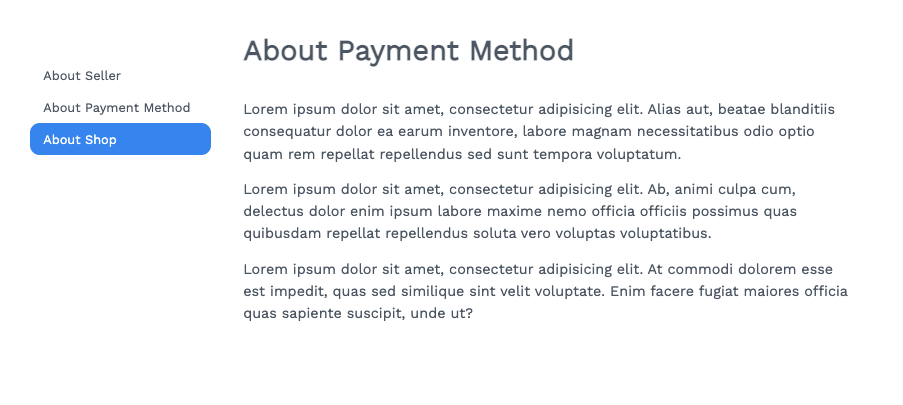 About Seller
About Payment Method
About Shop
About Payment Method
Lorem ipsum dolor sit amet, consectetur adipisicing elit. Alias aut, beatae blanditiis
consequatur dolor ea earum inventore, labore magnam necessitatibus odio optio
quam rem repellat repellendus sed sunt tempora voluptatum.
Lorem ipsum dolor sit amet, consectetur adipisicing elit. Ab, animi culpa cum,
delectus dolor enim ipsum labore maxime nemo officia officiis possimus quas
quibusdam repellat repellendus soluta vero voluptas voluptatibus.
Lorem ipsum dolor sit amet, consectetur adipisicing elit. At commodi dolorem esse
est impedit, quas sed similique sint velit voluptate. Enim facere fugiat maiores officia
quas sapiente suscipit, unde ut?